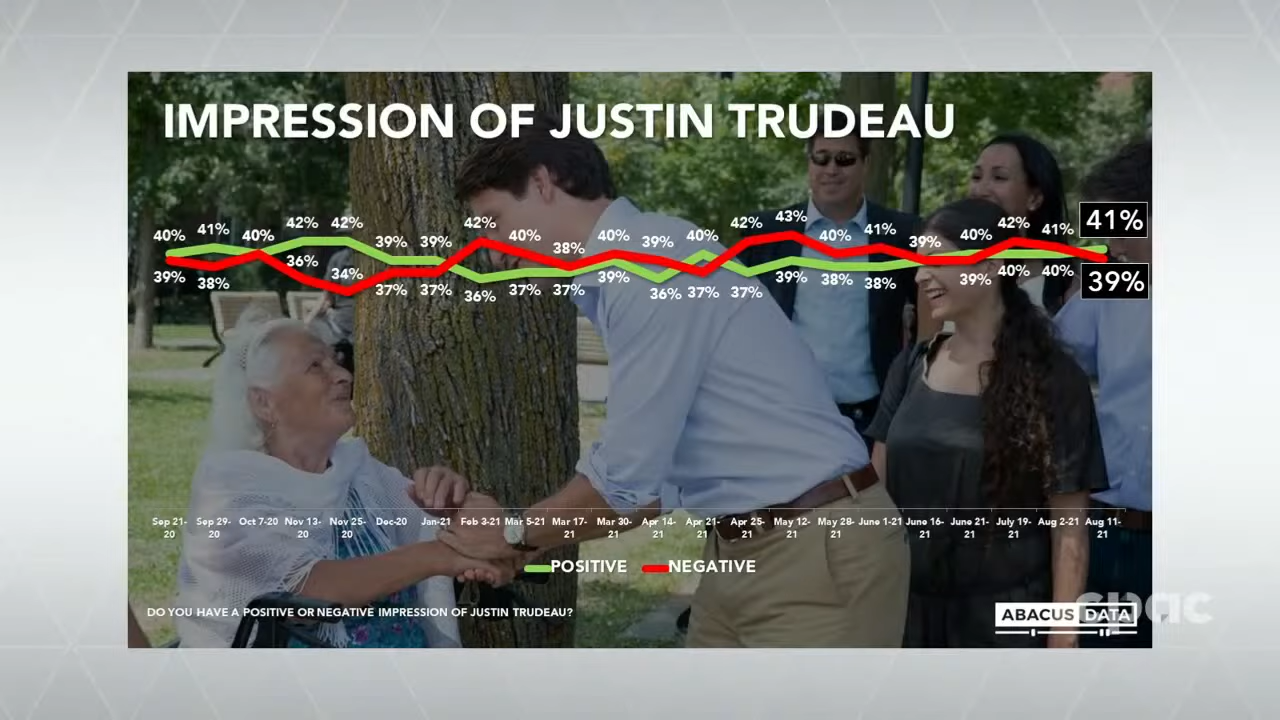 IMPRESSION OF JUSTIN TRUDEAU
40% 41% 40% 42% 42% 39% 39% 42% 40% 38% 40% 39% 40% 42% 43% 40% 41% 39% 40% 42% 41% 41%
39% 38% 36% 34% 37% 37% 36% 37% 37% 39% 36% 37% 37% 39% 38% 38% 39% 40% 40% 39%
Sep 21-20 Sep 29-20 Oct 7-20 Nov 13-20 Nov 25-20 Dec-20 Jan-21 Feb 3-21 Mar 5-21 Mar 17-21 Mar 30-21 Apr 14-21 Apr 21-21 Apr 25-21 May 12-21 May 28-21 June 1-21 June 16-21 June 21-21 July 19-21 Aug 2-21 Aug 11-21
POSITIVE NEGATIVE
DO YOU HAVE A POSITIVE OR NEGATIVE IMPRESSION OF JUSTIN TRUDEAU?
ABACUS DATA
cpac